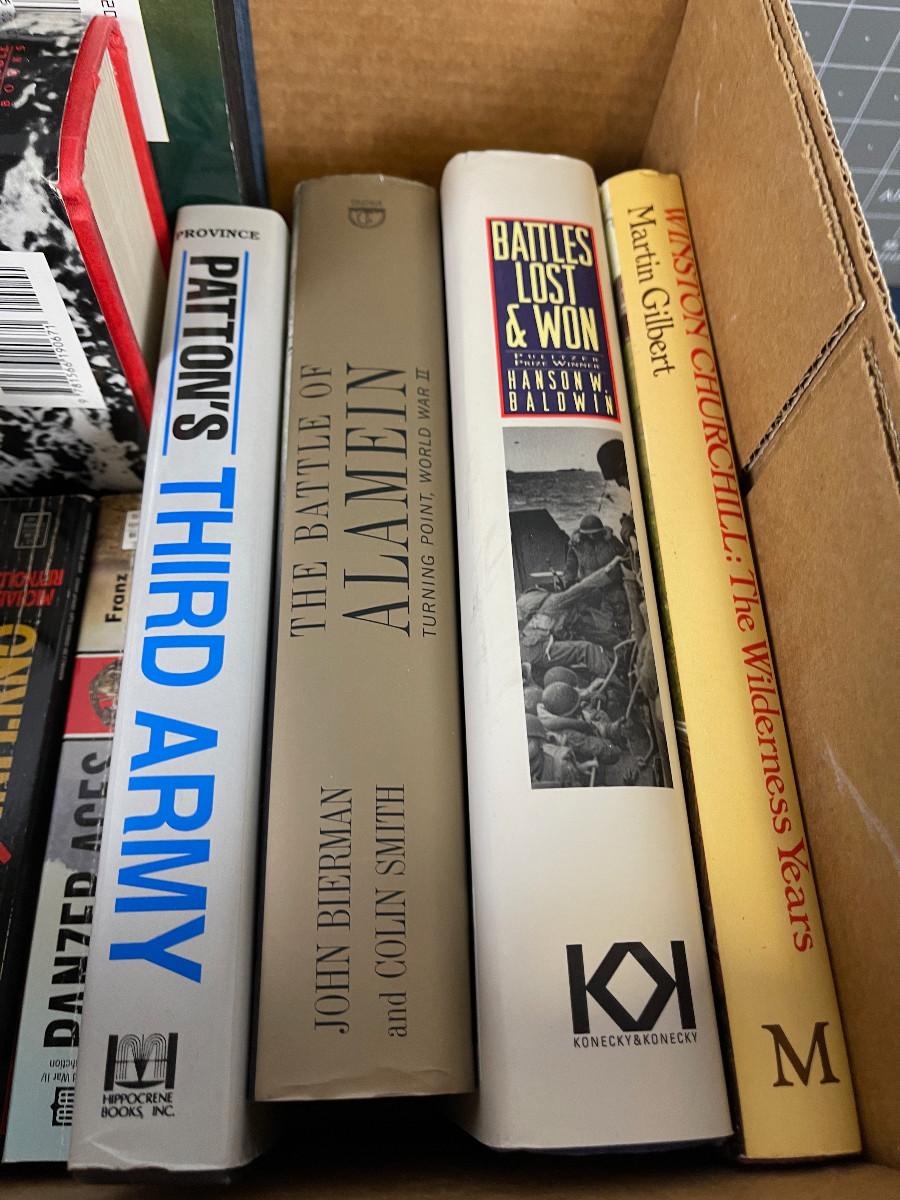 9781566190671
Franz
PANZER ACES
PROVINCE
PATTON'S
THIRD ARMY
HIPPOCRENE
BOOKS, INC.
THE BATTLE OF
ALAMEIN
TURNING POINT, WORLD WAR II
JOHN BIERMAN
and COLIN SMITH
BATTLES
LOST
& WON
PULITZER
PRIZE WINNER
HANSON W.
BALDWIN
KONECKY & KONECKY
WINSTON CHURCHILL: The Wilderness Years
Martin Gilbert
M